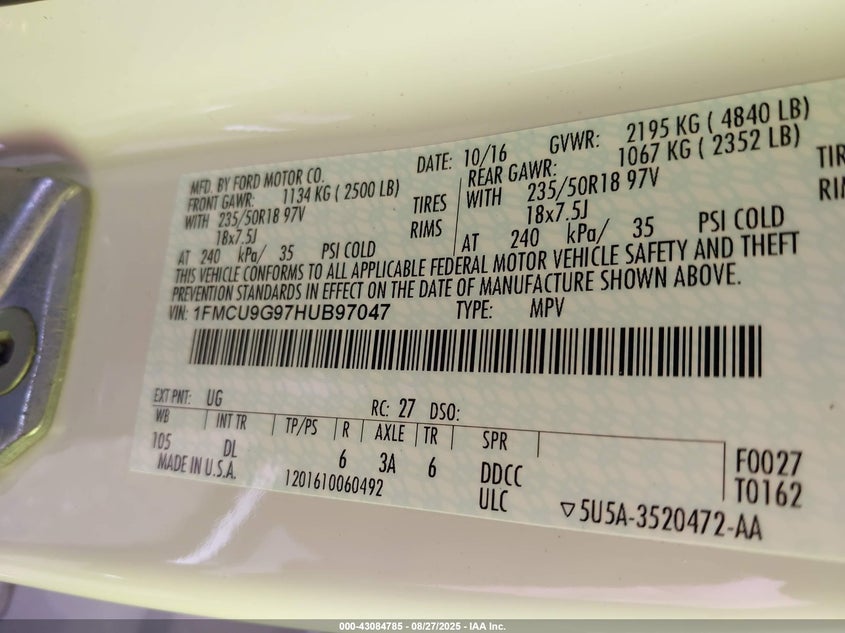 MFD. BY FORD MOTOR CO. DATE: 10/16 GVWR: 2195 KG ( 4840 LB)
FRONT GAWR: 1134 KG ( 2500 LB) REAR GAWR: 1067 KG ( 2352 LB)
WITH 235/50R18 97V TIRES WITH 235/50R18 97V TIR
18x7.5J RIMS 18x7.5J RIM
AT 240 kPa/ 35 PSI COLD AT 240 kPa/ 35 PSI COLD
THIS VEHICLE CONFORMS TO ALL APPLICABLE FEDERAL MOTOR VEHICLE SAFETY AND THEFT
PREVENTION STANDARDS IN EFFECT ON THE DATE OF MANUFACTURE SHOWN ABOVE.
VIN: 1FMCU9G97HUB97047 TYPE: MPV
EXT PNT: UG RC: 27 DSO:
WB INT TR TP/PS R AXLE TR SPR
105 DL 6 3A 6 DDCC F0027
MADE IN U.S.A. 1201610060492 ULC T0162
▽5U5A-3520472-AA
000-43084785 - 08/27/2025 - IAA Inc.